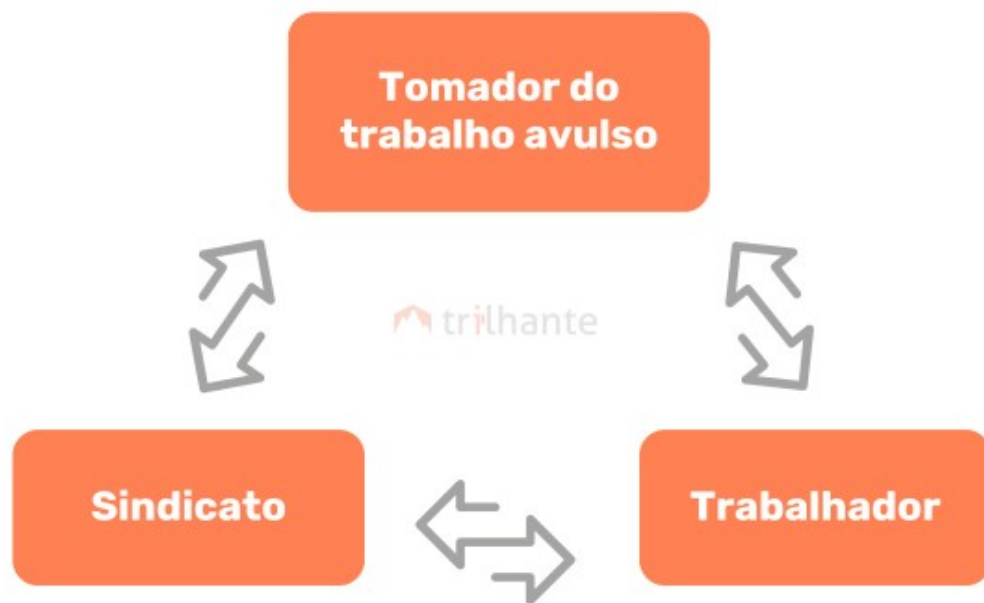 Tomador do
trabalho avulso
trilhante
Sindicato
Trabalhador